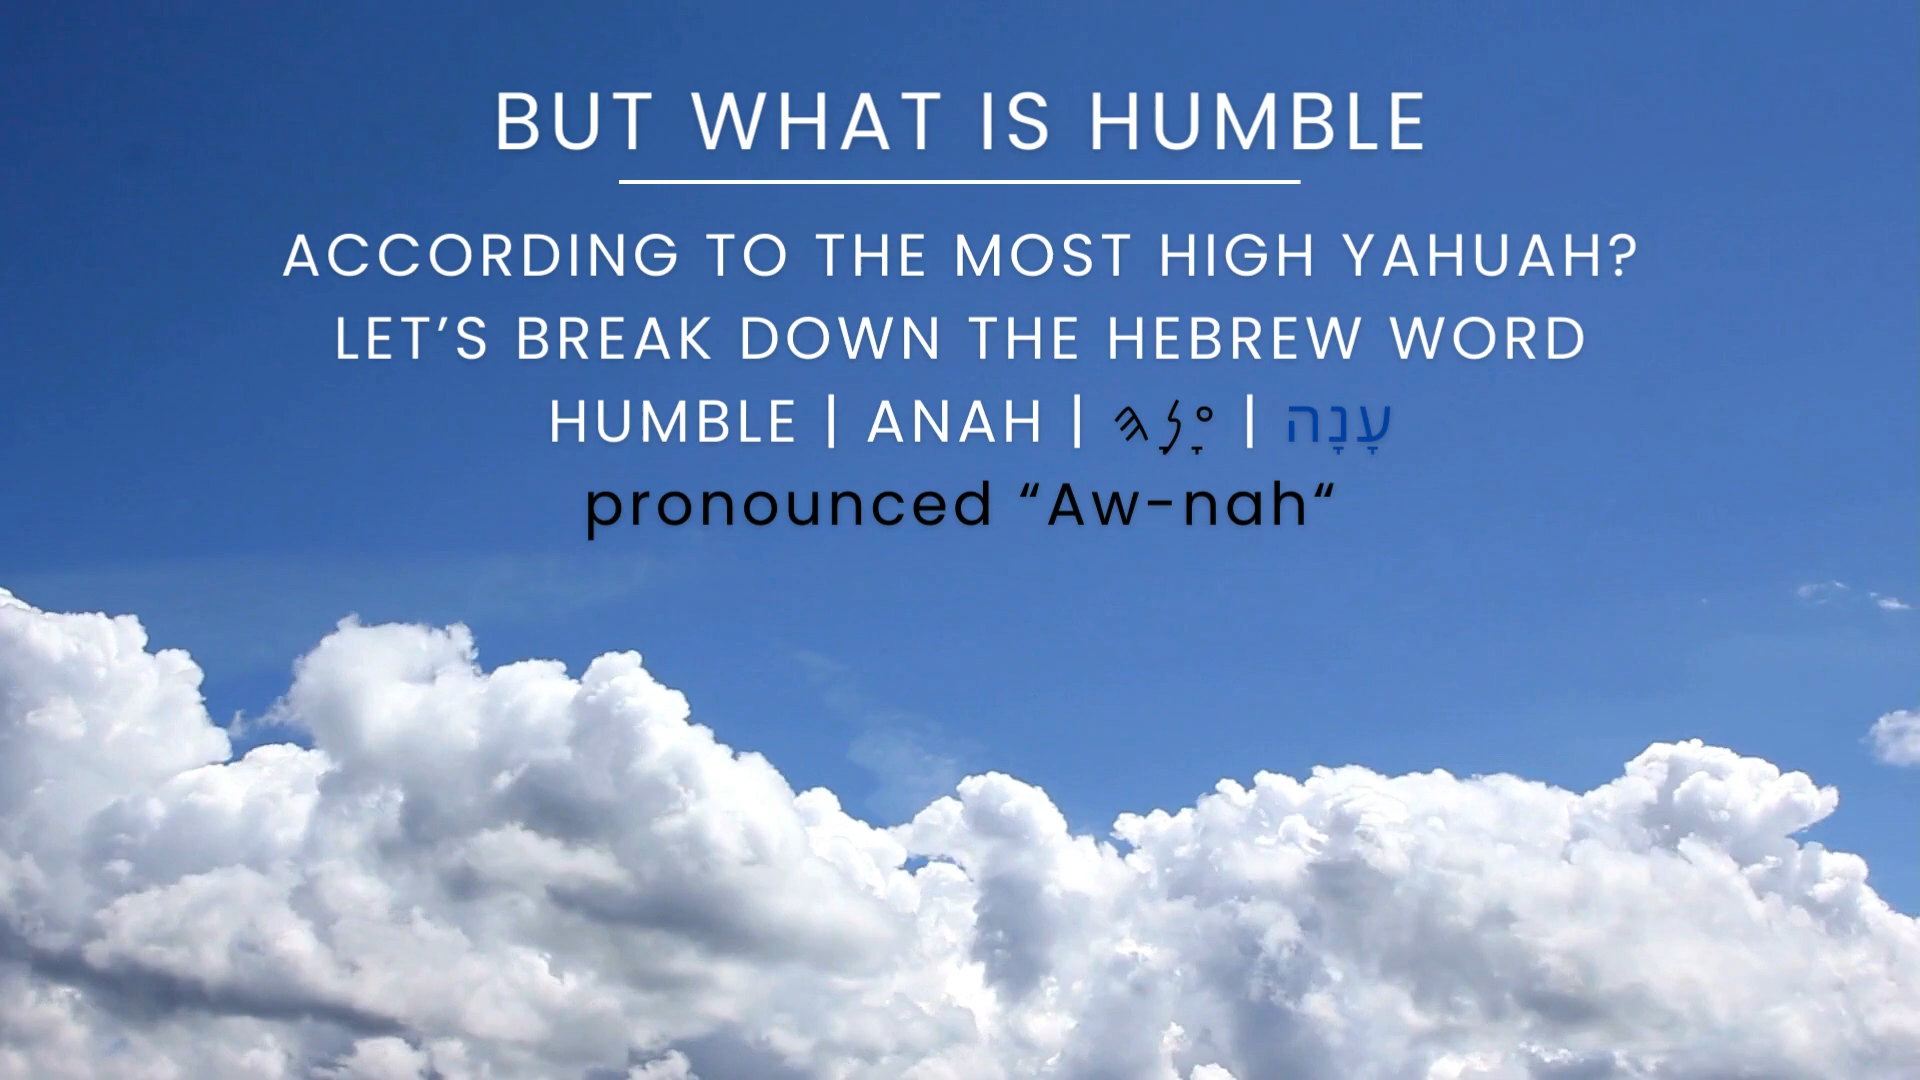 BUT WHAT IS HUMBLE
ACCORDING TO THE MOST HIGH YAHUAH?
LET’S BREAK DOWN THE HEBREW WORD
HUMBLE | ANAH | 𐤏ָ𐤍ָ𐤄 | עָנָה
pronounced “Aw-nah“